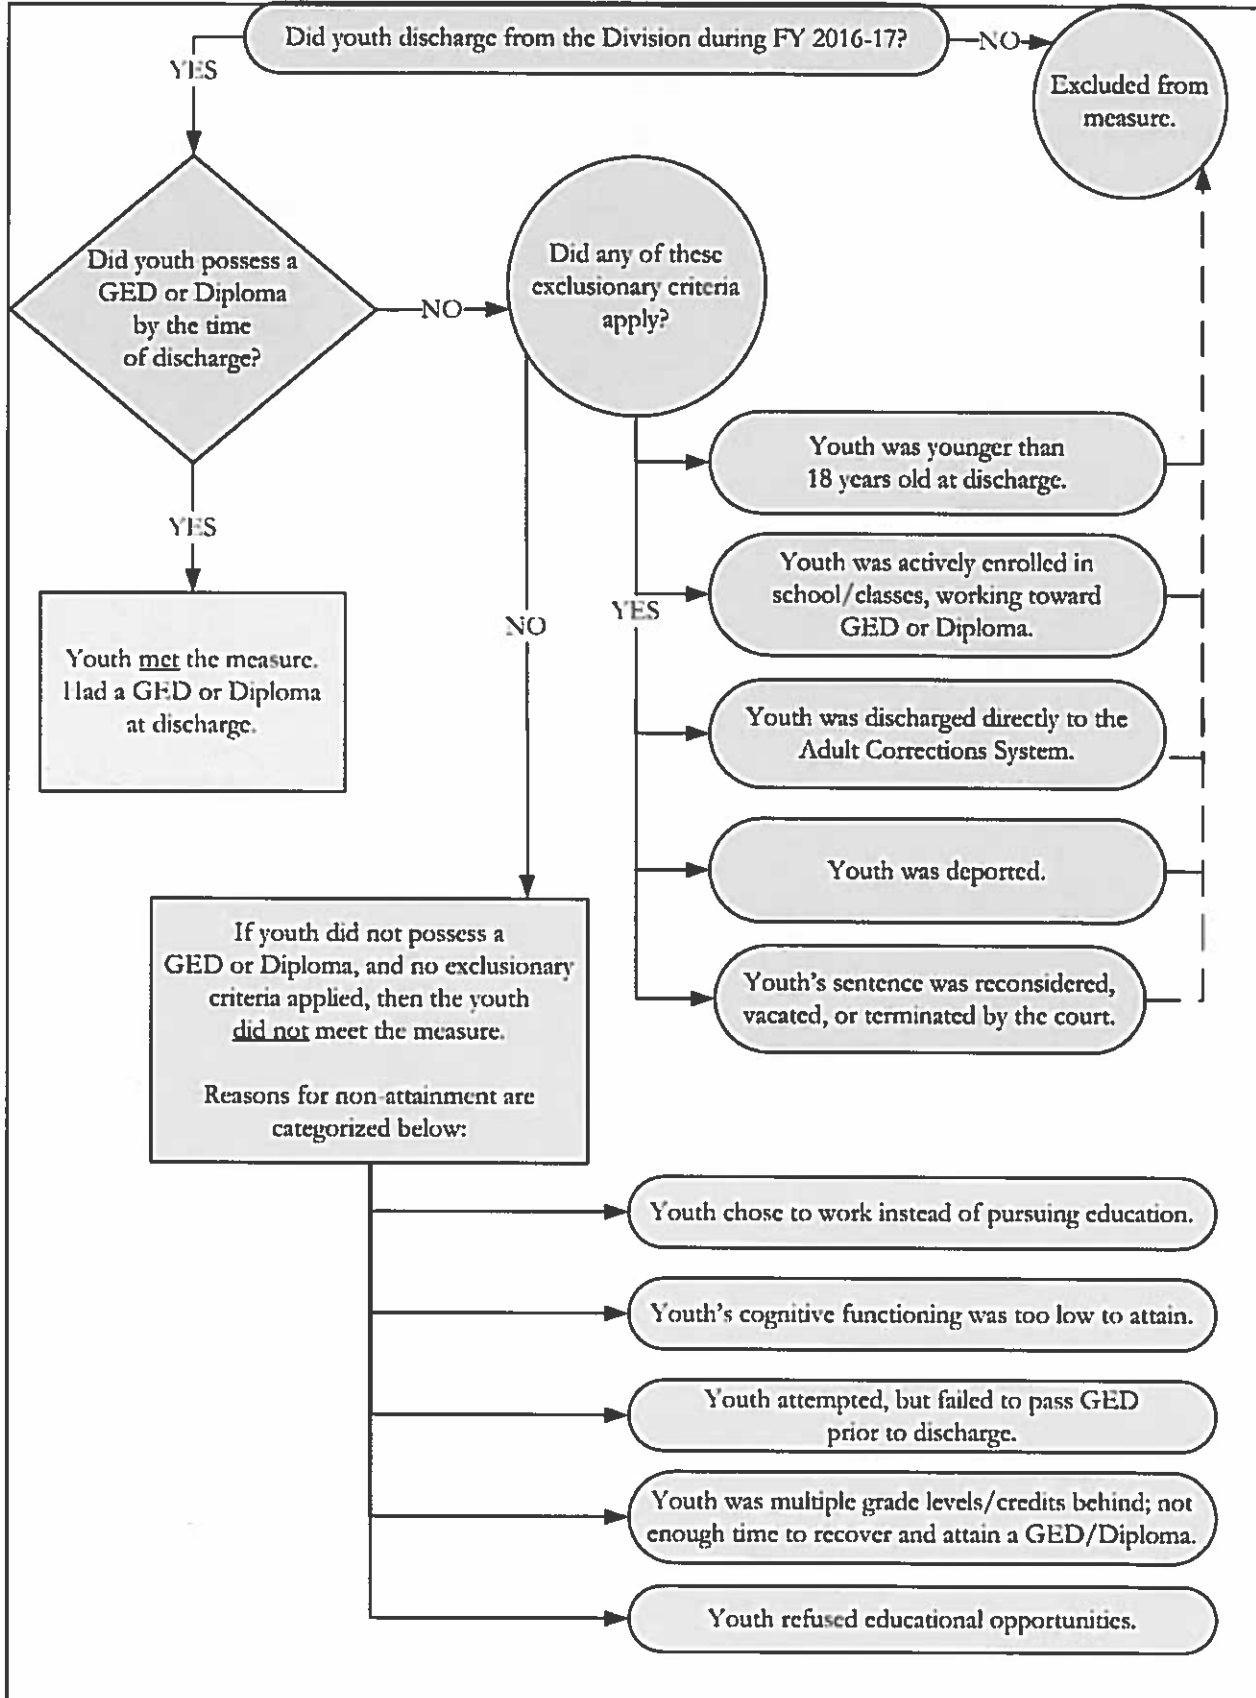 Did youth discharge from the Division during FY 2016-17?
NO
YES
Excluded from
measure.
Did youth possess a
GED or Diploma
by the time
of discharge?
NO
Did any of these
exclusionary criteria
apply?
YES
Youth met the measure.
Had a GED or Diploma
at discharge.
NO
YES
Youth was younger than
18 years old at discharge.
Youth was actively enrolled in
school/classes, working toward
GED or Diploma.
Youth was discharged directly to the
Adult Corrections System.
Youth was deported.
Youth's sentence was reconsidered,
vacated, or terminated by the court.
If youth did not possess a
GED or Diploma, and no exclusionary
criteria applied, then the youth
did not meet the measure.
Reasons for non-attainment are
categorized below:
Youth chose to work instead of pursuing education.
Youth's cognitive functioning was too low to attain.
Youth attempted, but failed to pass GED
prior to discharge.
Youth was multiple grade levels/credits behind; not
enough time to recover and attain a GED/Diploma.
Youth refused educational opportunities.